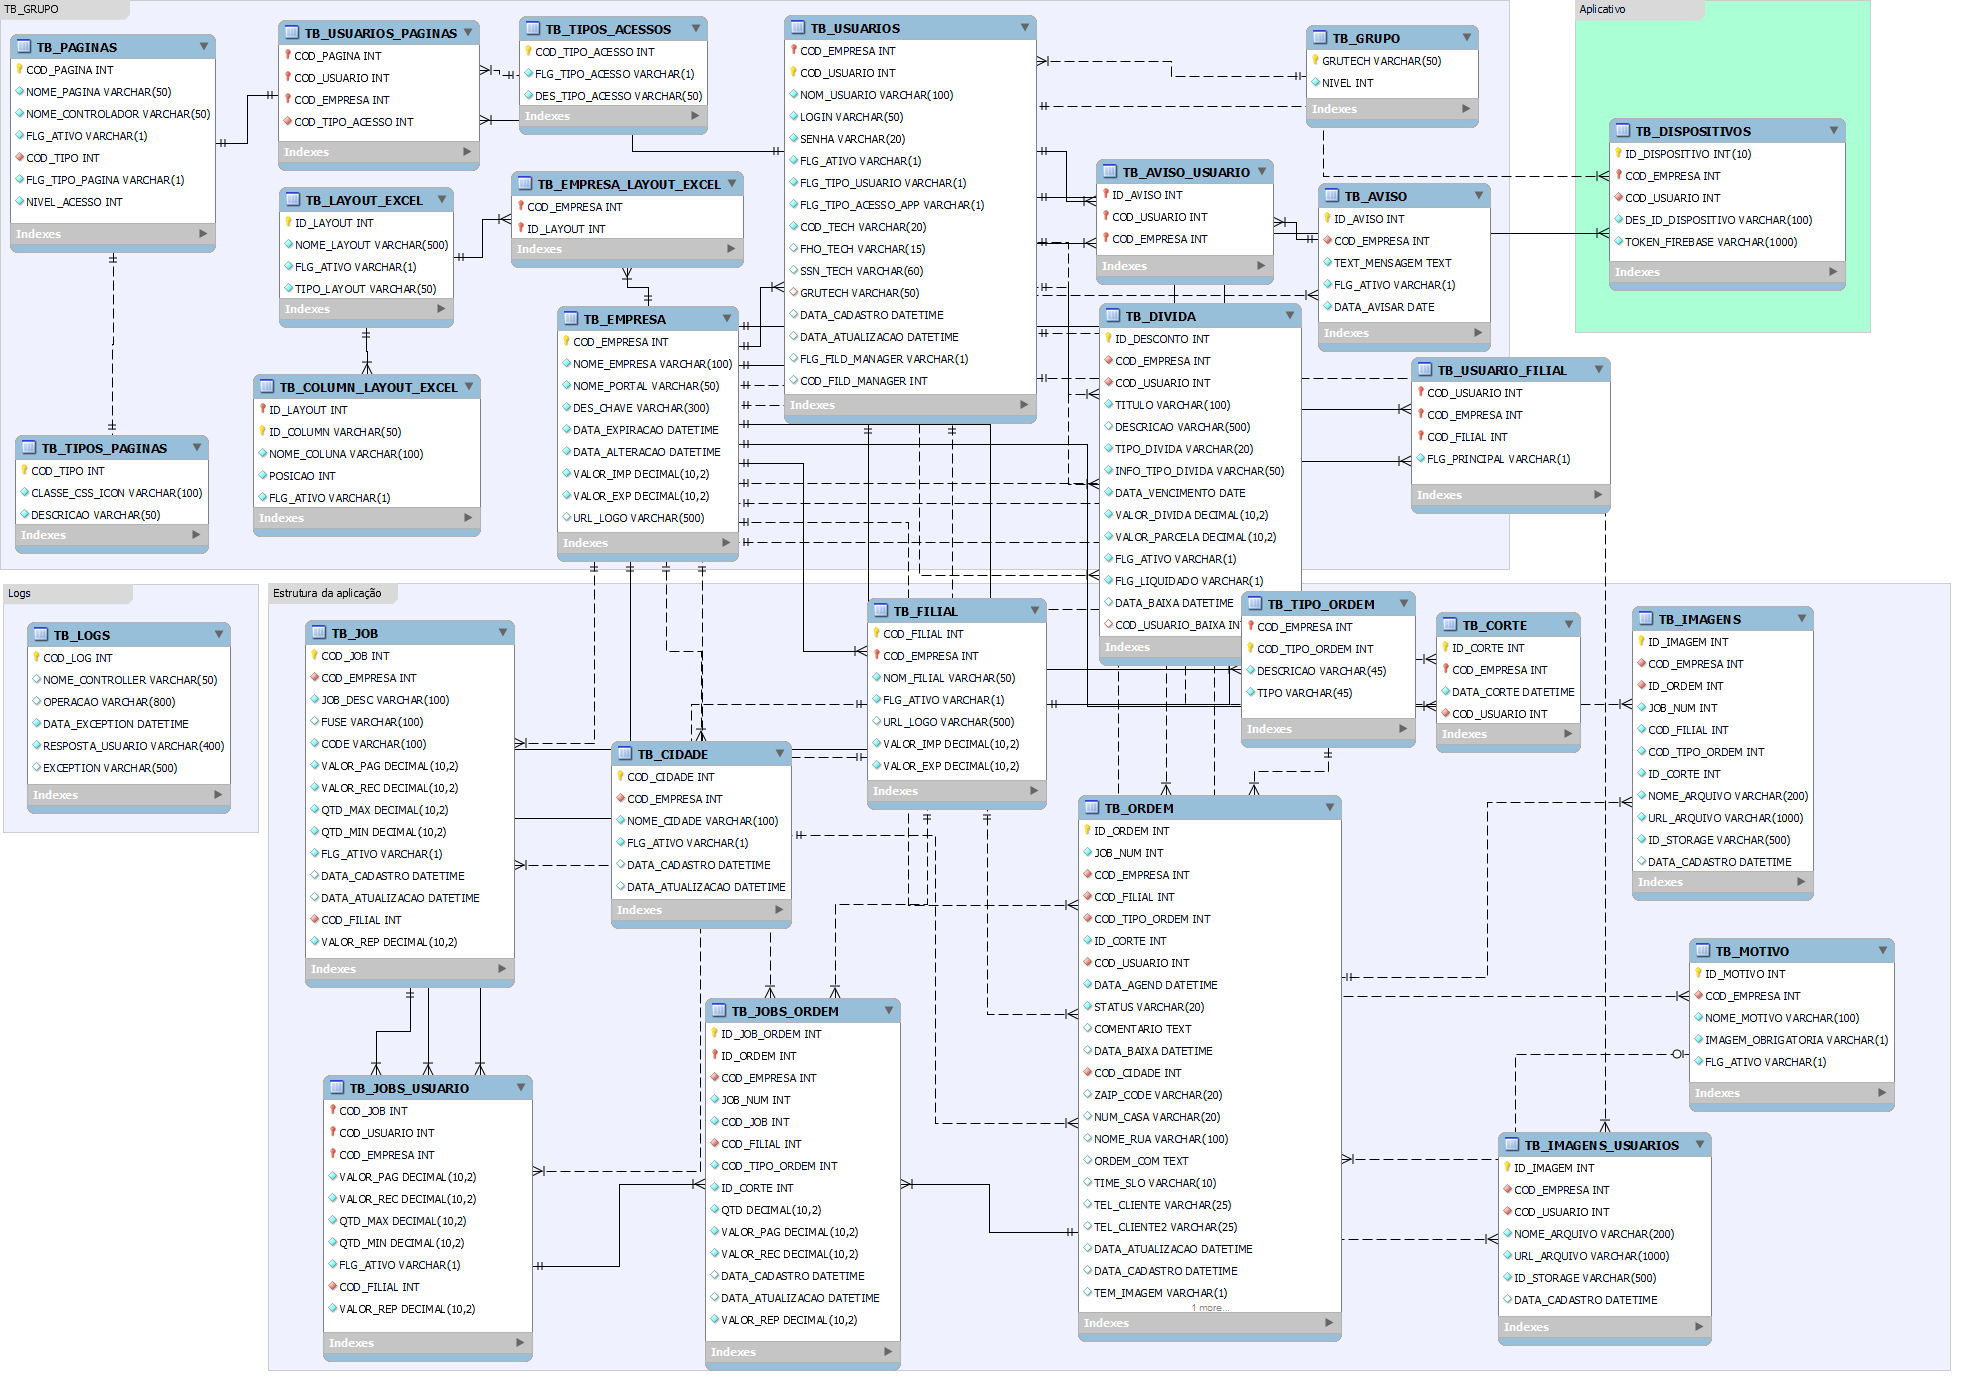 TB_GRUPO
TB_PAGINAS
COD_PAGINA INT
NOME_PAGINA VARCHAR(50)
NOME_CONTROLADOR VARCHAR(50)
FLG_ATIVO VARCHAR(1)
COD_TIPO INT
FLG_TIPO_PAGINA VARCHAR(1)
NIVEL_ACESSO INT
Indexes
TB_USUARIOS_PAGINAS
COD_PAGINA INT
COD_USUARIO INT
COD_EMPRESA INT
COD_TIPO_ACESSO INT
Indexes
TB_TIPOS_ACESSOS
COD_TIPO_ACESSO INT
FLG_TIPO_ACESSO VARCHAR(1)
DES_TIPO_ACESSO VARCHAR(50)
Indexes
TB_USUARIOS
COD_EMPRESA INT
COD_USUARIO INT
NOM_USUARIO VARCHAR(100)
LOGIN VARCHAR(50)
SENHA VARCHAR(20)
FLG_ATIVO VARCHAR(1)
FLG_TIPO_USUARIO VARCHAR(1)
FLG_TIPO_ACESSO_APP VARCHAR(1)
COD_TECH VARCHAR(20)
FHO_TECH VARCHAR(15)
SSN_TECH VARCHAR(60)
GRUTECH VARCHAR(50)
DATA_CADASTRO DATETIME
DATA_ATUALIZACAO DATETIME
FLG_FILD_MANAGER VARCHAR(1)
COD_FILD_MANAGER INT
Indexes
TB_GRUPO
GRUTECH VARCHAR(50)
NIVEL INT
Indexes
Aplicativo
TB_DISPOSITIVOS
ID_DISPOSITIVO INT(10)
COD_EMPRESA INT
COD_USUARIO INT
DES_ID_DISPOSITIVO VARCHAR(100)
TOKEN_FIREBASE VARCHAR(1000)
Indexes
TB_LAYOUT_EXCEL
ID_LAYOUT INT
NOME_LAYOUT VARCHAR(500)
FLG_ATIVO VARCHAR(1)
TIPO_LAYOUT VARCHAR(50)
Indexes
TB_EMPRESA_LAYOUT_EXCEL
COD_EMPRESA INT
ID_LAYOUT INT
Indexes
TB_AVISO_USUARIO
ID_AVISO INT
COD_USUARIO INT
COD_EMPRESA INT
Indexes
TB_AVISO
ID_AVISO INT
COD_EMPRESA INT
TEXT_MENSAGEM TEXT
FLG_ATIVO VARCHAR(1)
DATA_AVISAR DATE
Indexes
TB_EMPRESA
COD_EMPRESA INT
NOME_EMPRESA VARCHAR(100)
NOME_PORTAL VARCHAR(50)
DES_CHAVE VARCHAR(300)
DATA_EXPIRACAO DATETIME
DATA_ALTERACAO DATETIME
VALOR_IMP DECIMAL(10,2)
VALOR_EXP DECIMAL(10,2)
URL_LOGO VARCHAR(500)
Indexes
TB_DIVIDA
ID_DESCONTO INT
COD_EMPRESA INT
COD_USUARIO INT
TITULO VARCHAR(100)
DESCRICAO VARCHAR(500)
TIPO_DIVIDA VARCHAR(20)
INFO_TIPO_DIVIDA VARCHAR(50)
DATA_VENCIMENTO DATE
VALOR_DIVIDA DECIMAL(10,2)
VALOR_PARCELA DECIMAL(10,2)
FLG_ATIVO VARCHAR(1)
FLG_LIQUIDADO VARCHAR(1)
DATA_BAIXA DATETIME
COD_USUARIO_BAIXA INT
Indexes
TB_USUARIO_FILIAL
COD_USUARIO INT
COD_EMPRESA INT
COD_FILIAL INT
FLG_PRINCIPAL VARCHAR(1)
Indexes
TB_COLUMN_LAYOUT_EXCEL
ID_LAYOUT INT
ID_COLUMN VARCHAR(50)
NOME_COLUNA VARCHAR(100)
POSICAO INT
FLG_ATIVO VARCHAR(1)
Indexes
TB_TIPOS_PAGINAS
COD_TIPO INT
CLASSE_CSS_ICON VARCHAR(100)
DESCRICAO VARCHAR(50)
Indexes
Logs
TB_LOGS
COD_LOG INT
NOME_CONTROLLER VARCHAR(50)
OPERACAO VARCHAR(800)
DATA_EXCEPTION DATETIME
RESPOSTA_USUARIO VARCHAR(400)
EXCEPTION VARCHAR(500)
Indexes
Estrutura da aplicação
TB_JOB
COD_JOB INT
COD_EMPRESA INT
JOB_DESC VARCHAR(100)
FUSE VARCHAR(100)
CODE VARCHAR(100)
VALOR_PAG DECIMAL(10,2)
VALOR_REC DECIMAL(10,2)
QTD_MAX DECIMAL(10,2)
QTD_MIN DECIMAL(10,2)
FLG_ATIVO VARCHAR(1)
DATA_CADASTRO DATETIME
DATA_ATUALIZACAO DATETIME
COD_FILIAL INT
VALOR_REP DECIMAL(10,2)
Indexes
TB_FILIAL
COD_FILIAL INT
COD_EMPRESA INT
NOM_FILIAL VARCHAR(50)
FLG_ATIVO VARCHAR(1)
URL_LOGO VARCHAR(500)
VALOR_IMP DECIMAL(10,2)
VALOR_EXP DECIMAL(10,2)
Indexes
TB_TIPO_ORDEM
COD_EMPRESA INT
COD_TIPO_ORDEM INT
DESCRICAO VARCHAR(45)
TIPO VARCHAR(45)
Indexes
TB_CORTE
ID_CORTE INT
COD_EMPRESA INT
DATA_CORTE DATETIME
COD_USUARIO INT
Indexes
TB_IMAGENS
ID_IMAGEM INT
COD_EMPRESA INT
ID_ORDEM INT
JOB_NUM INT
COD_FILIAL INT
COD_TIPO_ORDEM INT
ID_CORTE INT
NOME_ARQUIVO VARCHAR(200)
URL_ARQUIVO VARCHAR(1000)
ID_STORAGE VARCHAR(500)
DATA_CADASTRO DATETIME
Indexes
TB_CIDADE
COD_CIDADE INT
COD_EMPRESA INT
NOME_CIDADE VARCHAR(100)
FLG_ATIVO VARCHAR(1)
DATA_CADASTRO DATETIME
DATA_ATUALIZACAO DATETIME
Indexes
TB_ORDEM
ID_ORDEM INT
JOB_NUM INT
COD_EMPRESA INT
COD_FILIAL INT
COD_TIPO_ORDEM INT
ID_CORTE INT
COD_USUARIO INT
DATA_AGEND DATETIME
STATUS VARCHAR(20)
COMENTARIO TEXT
DATA_BAIXA DATETIME
COD_CIDADE INT
ZAIP_CODE VARCHAR(20)
NUM_CASA VARCHAR(20)
NOME_RUA VARCHAR(100)
ORDEM_COM TEXT
TIME_SLO VARCHAR(10)
TEL_CLIENTE VARCHAR(25)
TEL_CLIENTE2 VARCHAR(25)
DATA_ATUALIZACAO DATETIME
DATA_CADASTRO DATETIME
TEM_IMAGEM VARCHAR(1)
1 more...
Indexes
TB_MOTIVO
ID_MOTIVO INT
COD_EMPRESA INT
NOME_MOTIVO VARCHAR(100)
IMAGEM_OBRIGATORIA VARCHAR(1)
FLG_ATIVO VARCHAR(1)
Indexes
TB_JOBS_ORDEM
ID_JOB_ORDEM INT
ID_ORDEM INT
COD_EMPRESA INT
JOB_NUM INT
COD_JOB INT
COD_FILIAL INT
COD_TIPO_ORDEM INT
ID_CORTE INT
QTD DECIMAL(10,2)
VALOR_PAG DECIMAL(10,2)
VALOR_REC DECIMAL(10,2)
DATA_CADASTRO DATETIME
DATA_ATUALIZACAO DATETIME
VALOR_REP DECIMAL(10,2)
Indexes
TB_JOBS_USUARIO
COD_JOB INT
COD_USUARIO INT
COD_EMPRESA INT
VALOR_PAG DECIMAL(10,2)
VALOR_REC DECIMAL(10,2)
QTD_MAX DECIMAL(10,2)
QTD_MIN DECIMAL(10,2)
FLG_ATIVO VARCHAR(1)
COD_FILIAL INT
VALOR_REP DECIMAL(10,2)
Indexes
TB_IMAGENS_USUARIOS
ID_IMAGEM INT
COD_EMPRESA INT
COD_USUARIO INT
NOME_ARQUIVO VARCHAR(200)
URL_ARQUIVO VARCHAR(1000)
ID_STORAGE VARCHAR(500)
DATA_CADASTRO DATETIME
Indexes